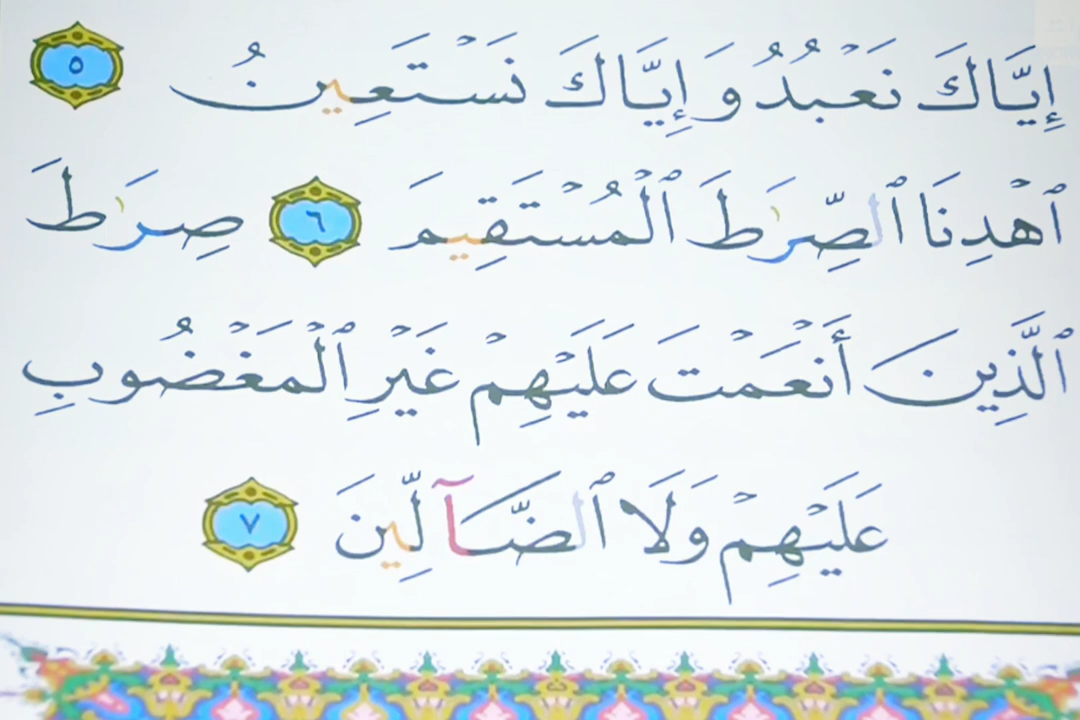 إِيَّاكَ نَعْبُدُ وَإِيَّاكَ نَسْتَعِينُ ٥
ٱهْدِنَا ٱلصِّرَٰطَ ٱلْمُسْتَقِيمَ ٦ صِرَٰطَ
ٱلَّذِينَ أَنْعَمْتَ عَلَيْهِمْ غَيْرِ ٱلْمَغْضُوبِ
عَلَيْهِمْ وَلَا ٱلضَّآلِّينَ ٧